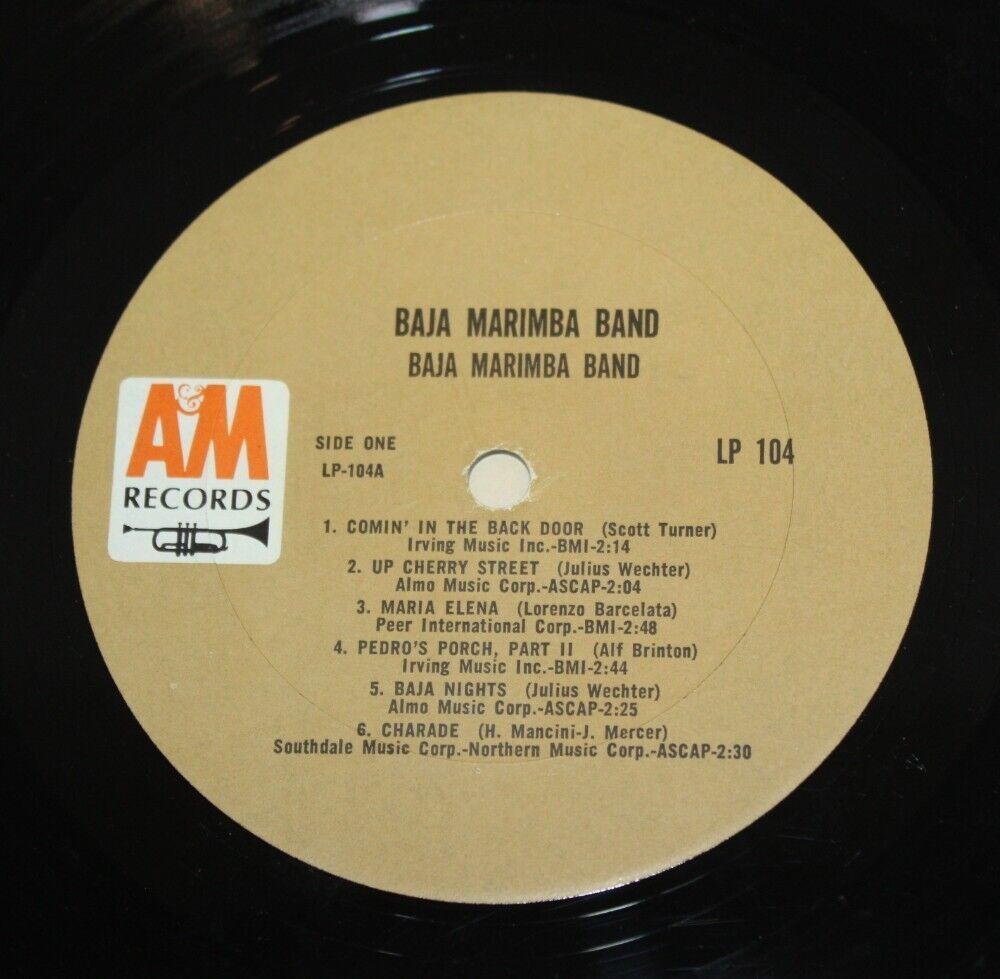 BAJA MARIMBA BAND
BAJA MARIMBA BAND
A&M
RECORDS
SIDE ONE
LP-104A
LP 104
1. COMIN' IN THE BACK DOOR (Scott Turner)
Irving Music Inc.-BMI-2:14
2. UP CHERRY STREET (Julius Wechter)
Almo Music Corp.-ASCAP-2:04
3. MARIA ELENA (Lorenzo Barcelata)
Peer International Corp.-BMI-2:48
4. PEDRO'S PORCH, PART II (Alf Brinton)
Irving Music Inc.-BMI-2:44
5. BAJA NIGHTS (Julius Wechter)
Almo Music Corp.-ASCAP-2:25
6. CHARADE (H. Mancini-J. Mercer)
Southdale Music Corp.-Northern Music Corp.-ASCAP-2:30